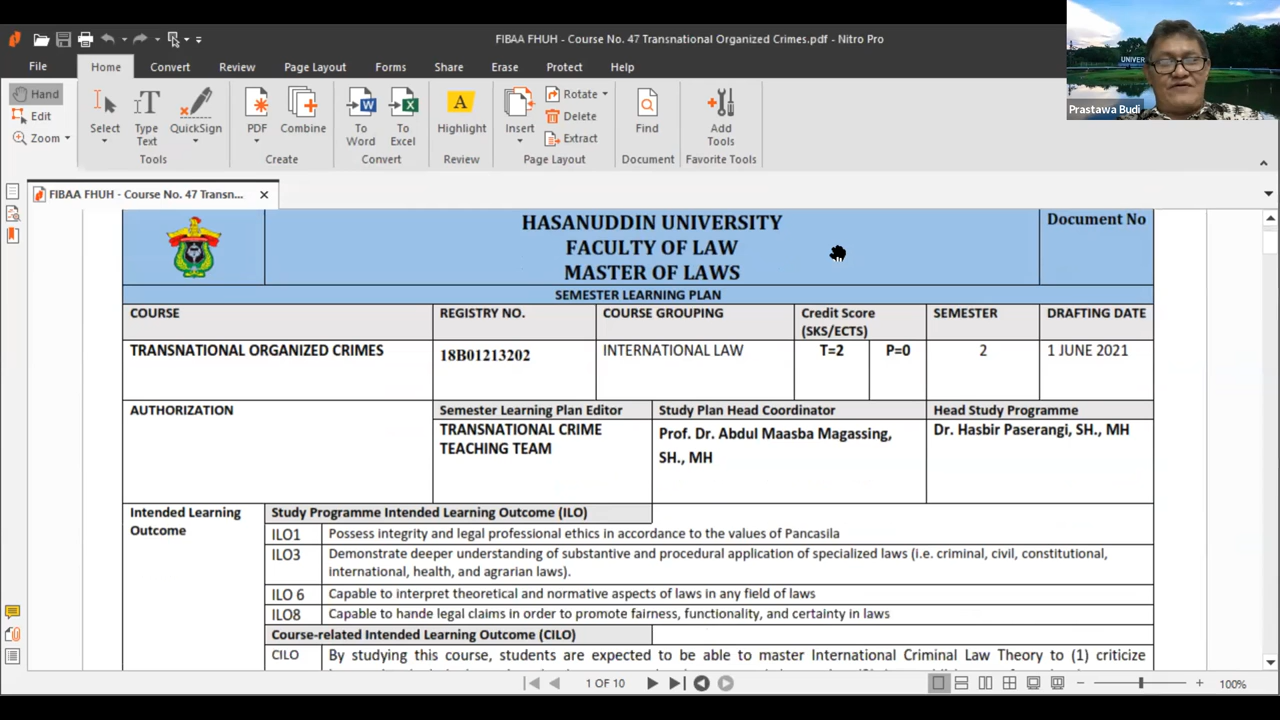 FIBAA FHUH - Course No. 47 Transnational Organized Crimes.pdf - Nitro Pro
UNIVER
Prastawa Budi
File
Home
Convert
Review
Page Layout
Forms
Share
Erase
Protect
Help
Hand
Edit
Zoom
Select
Type Text
QuickSign
Tools
PDF
Combine
Create
To Word
To Excel
Convert
Highlight
Review
Insert
Rotate
Delete
Extract
Page Layout
Find
Document
Add Tools
Favorite Tools
FIBAA FHUH - Course No. 47 Transn...
HASANUDDIN UNIVERSITY
FACULTY OF LAW
MASTER OF LAWS
Document No
SEMESTER LEARNING PLAN
COURSE
REGISTRY NO.
COURSE GROUPING
Credit Score (SKS/ECTS)
SEMESTER
DRAFTING DATE
TRANSNATIONAL ORGANIZED CRIMES
18B01213202
INTERNATIONAL LAW
T=2
P=0
2
1 JUNE 2021
AUTHORIZATION
Semester Learning Plan Editor
Study Plan Head Coordinator
Head Study Programme
TRANSNATIONAL CRIME
TEACHING TEAM
Prof. Dr. Abdul Maasba Magassing,
SH., MH
Dr. Hasbir Paserangi, SH., MH
Intended Learning
Outcome
Study Programme Intended Learning Outcome (ILO)
ILO1
Possess integrity and legal professional ethics in accordance to the values of Pancasila
ILO3
Demonstrate deeper understanding of substantive and procedural application of specialized laws (i.e. criminal, civil, constitutional,
international, health, and agrarian laws).
ILO 6
Capable to interpret theoretical and normative aspects of laws in any field of laws
ILO8
Capable to hande legal claims in order to promote fairness, functionality, and certainty in laws
Course-related Intended Learning Outcome (CILO)
CILO
By studying this course, students are expected to be able to master International Criminal Law Theory to (1) criticize
1 OF 10
100%